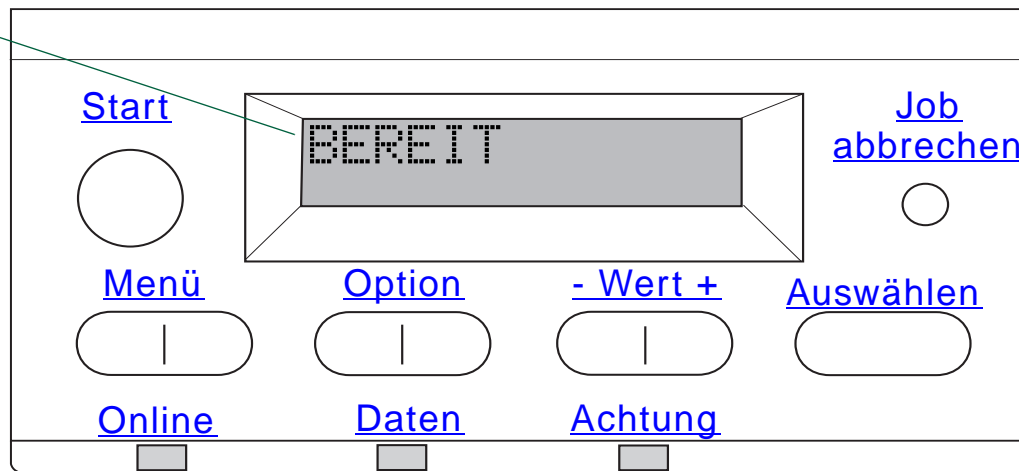 Start
BEREIT
Job
abbrechen
Menü
Option
- Wert +
Auswählen
Online
Daten
Achtung